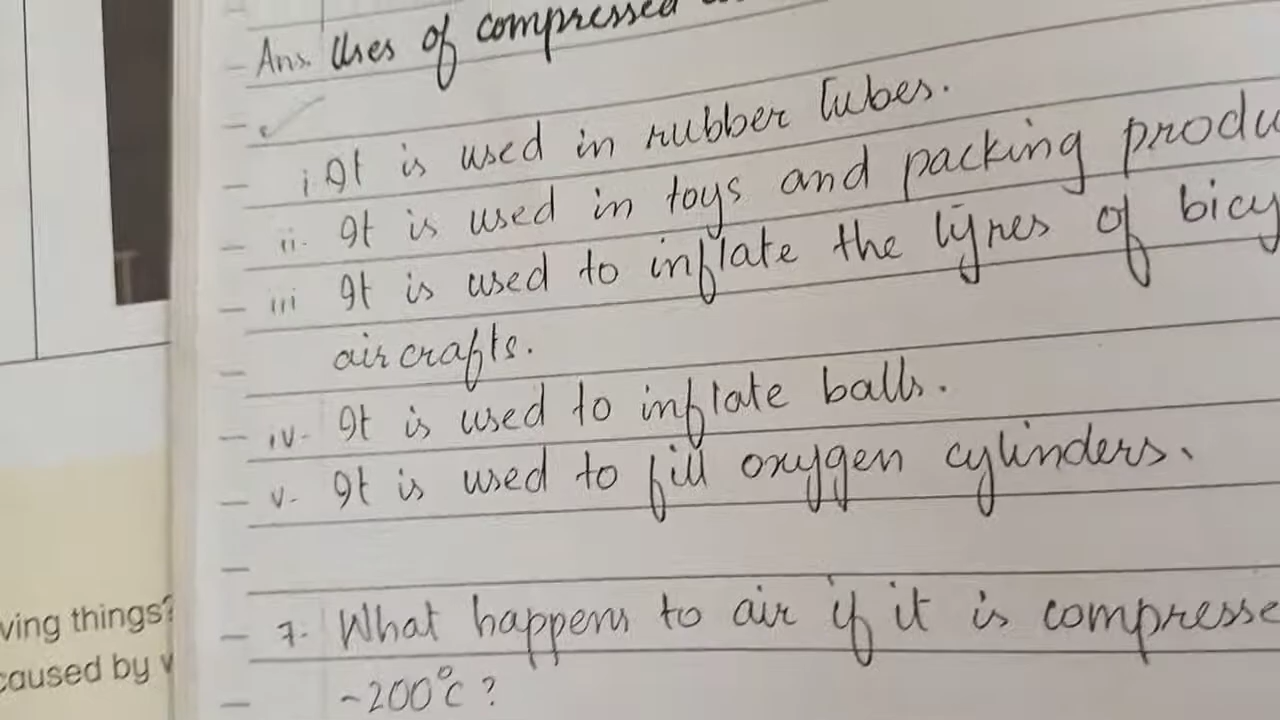 Ans. Uses of compressed
i. It is used in rubber tubes.
ii. It is used in toys and packing produ
iii It is used to inflate the tyres of bicy
aircrafts.
iv. It is used to inflate balls.
v. It is used to fill oxygen cylinders.
7. What happens to air if it is compresse
-200°C?
ving things?
caused by